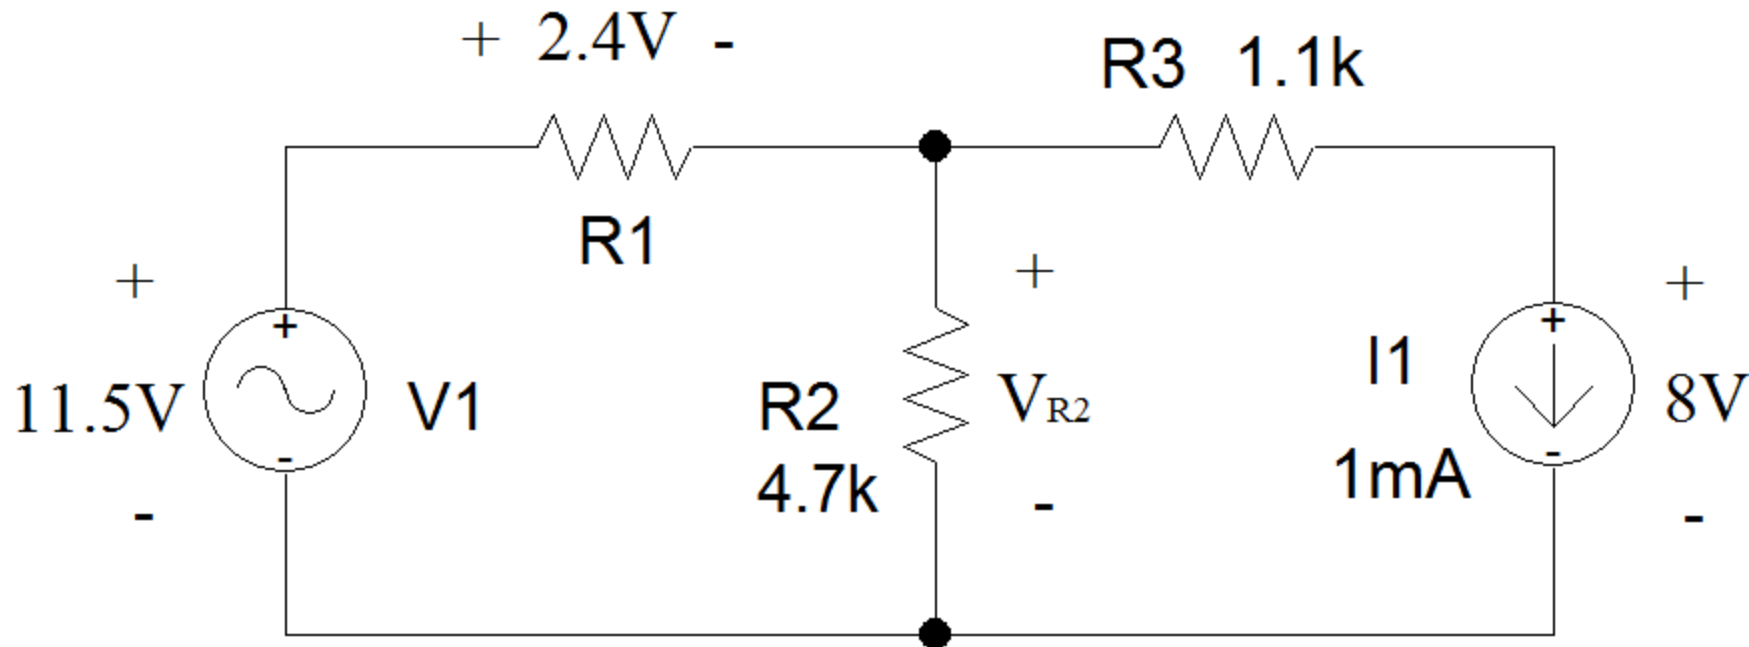 + 2.4V -
R3 1.1k
R1
+
11.5V
-
+
-
V1
R2
4.7k
+
VR2
-
I1
1mA
+
-
+
8V
-